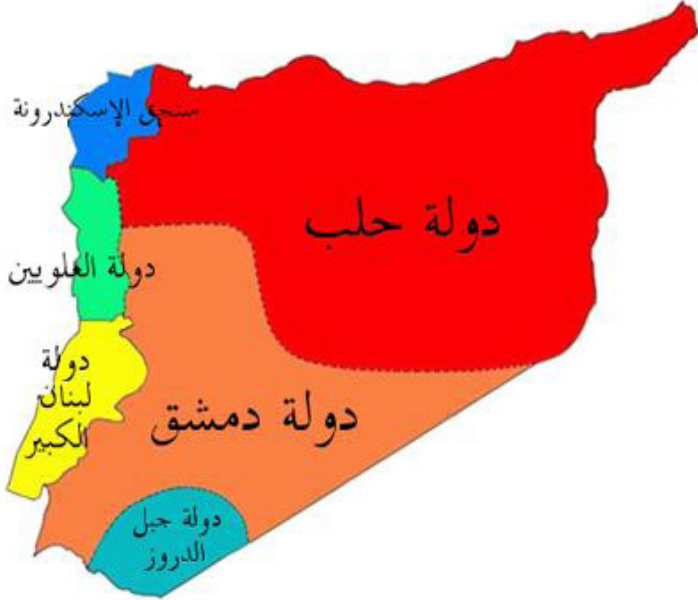 سنجق الإسكندرونة
دولة حلب
دولة العلويين
دولة
لبنان
الكبير
دولة دمشق
دولة جبل
الدروز